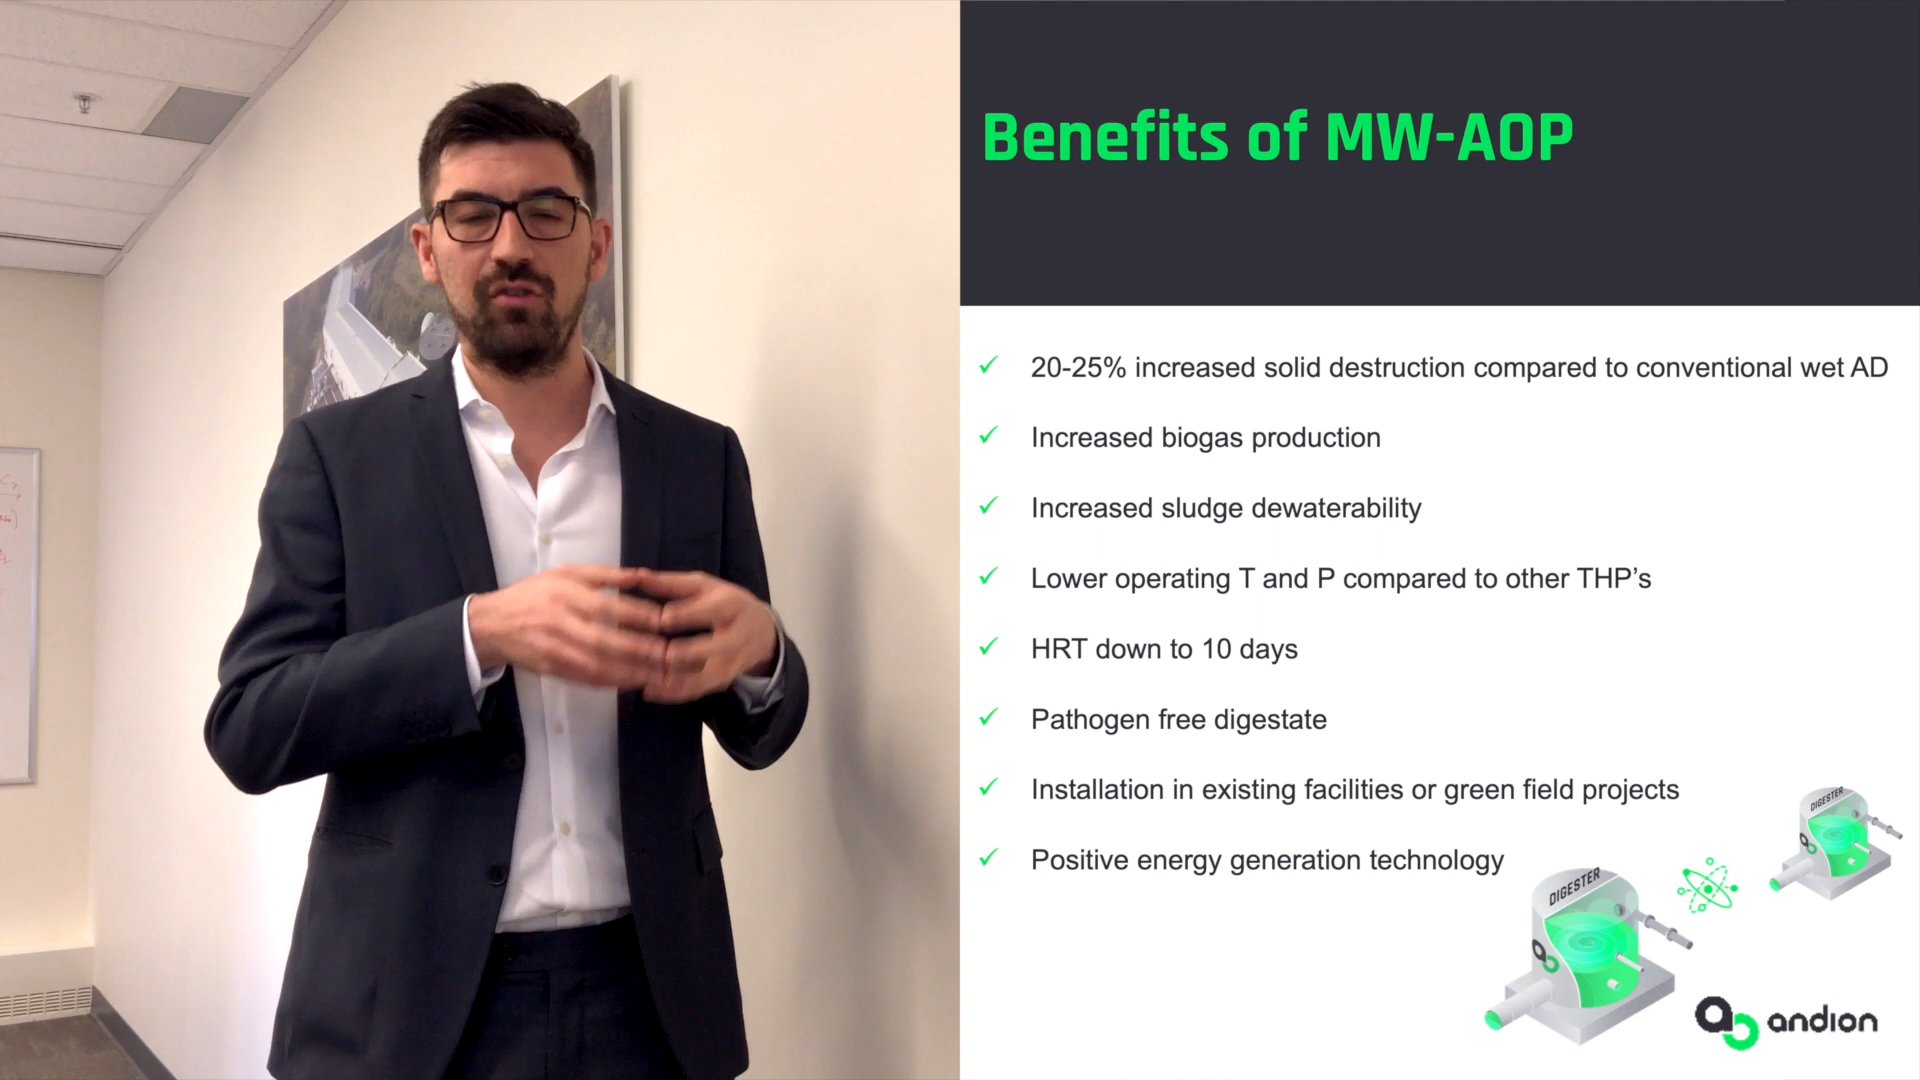 Benefits of MW-AOP
20-25% increased solid destruction compared to conventional wet AD
Increased biogas production
Increased sludge dewaterability
Lower operating T and P compared to other THP’s
HRT down to 10 days
Pathogen free digestate
Installation in existing facilities or green field projects
Positive energy generation technology
DIGESTER
DIGESTER
andion